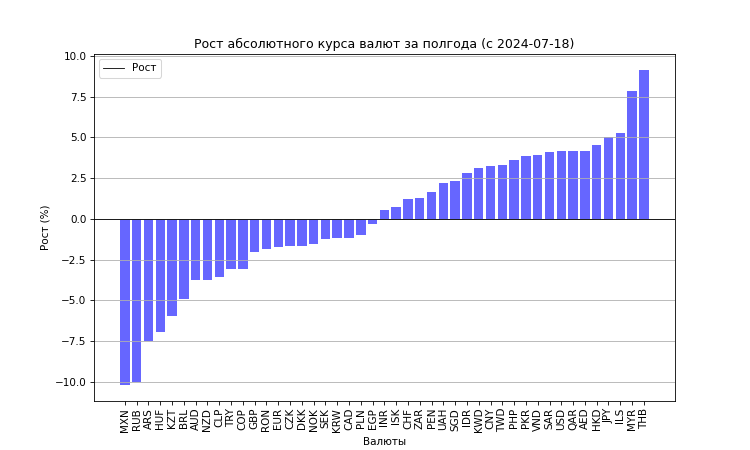 Рост абсолютного курса валют за полгода (с 2024-07-18)
Рост
10.0
7.5
5.0
2.5
0.0
−2.5
−5.0
−7.5
−10.0
Рост (%)
MXN RUB ARS HUF KZT BRL AUD NZD CLP TRY COP GBP RON EUR CZK DKK NOK SEK KRW CAD PLN EGP INR ISK CHF ZAR PEN UAH SGD IDR KWD CNY TWD PHP PKR VND SAR USD QAR AED HKD JPY ILS MYR THB
Валюты